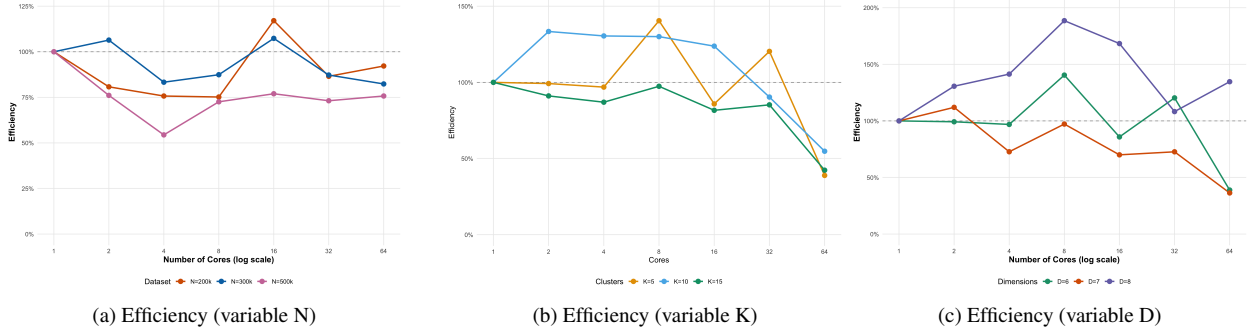 125%
100%
75%
50%
25%
0%
Efficiency
1 2 4 8 16 32 64
Number of Cores (log scale)
Dataset N=200k N=300k N=500k
(a) Efficiency (variable N)
150%
100%
50%
0%
Efficiency
1 2 4 8 16 32 64
Cores
Clusters K=5 K=10 K=15
(b) Efficiency (variable K)
200%
150%
100%
50%
0%
Efficiency
1 2 4 8 16 32 64
Number of Cores (log scale)
Dimensions D=6 D=7 D=8
(c) Efficiency (variable D)